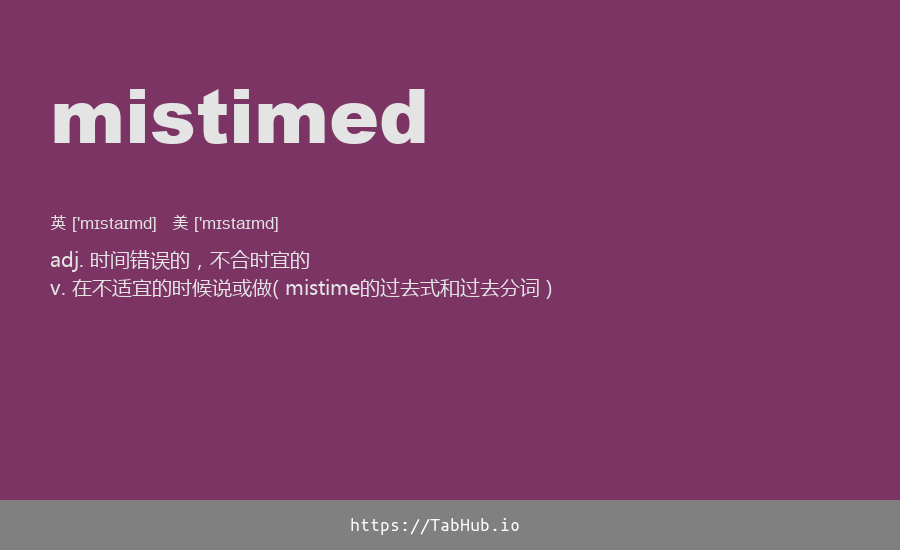 mistimed
英 ['mɪstaɪmd] 美 ['mɪstaɪmd]
adj. 时间错误的，不合时宜的
v. 在不适宜的时候说或做( mistime的过去式和过去分词 )
https://TabHub.io